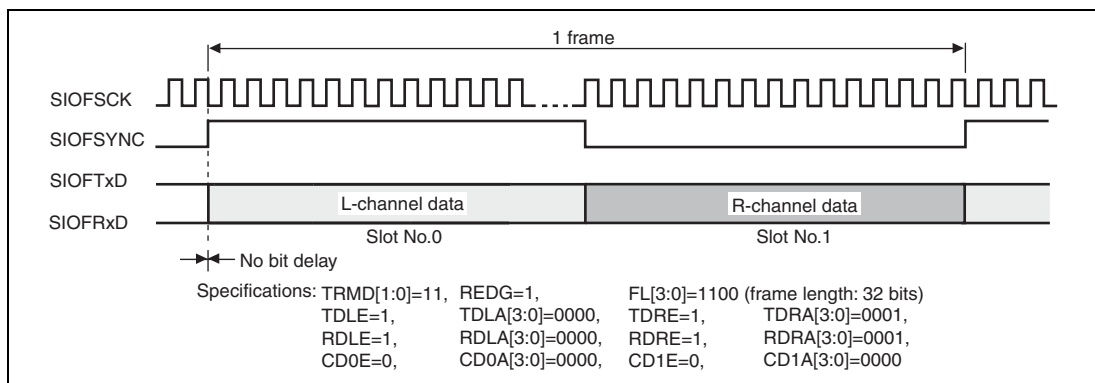 1 frame
SIOFSCK
SIOFSYNC
SIOFTxD
L-channel data R-channel data
SIOFRxD
Slot No.0 Slot No.1
No bit delay
Specifications: TRMD[1:0]=11, REDG=1, FL[3:0]=1100 (frame length: 32 bits)
TDLE=1, TDLA[3:0]=0000, TDRE=1, TDRA[3:0]=0001,
RDLE=1, RDLA[3:0]=0000, RDRE=1, RDRA[3:0]=0001,
CD0E=0, CD0A[3:0]=0000, CD1E=0, CD1A[3:0]=0000